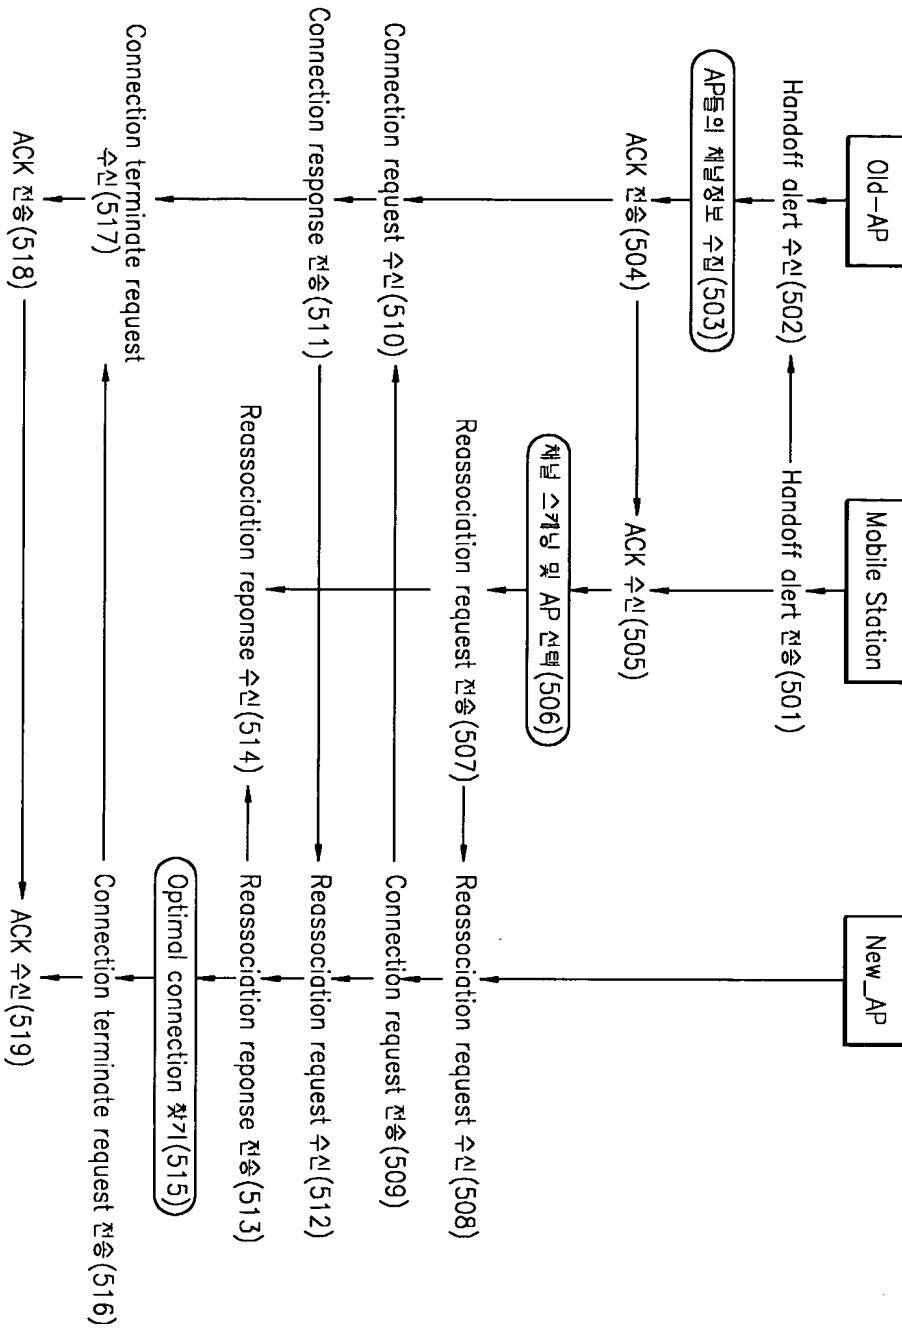 Old-AP
Mobile Station
New_AP
Handoff alert 수신(502)
Handoff alert 전송(501)
AP들의 채널정보 수집(503)
ACK 전송(504)
ACK 수신(505)
채널 스캐닝 및 AP 선택(506)
Reassociation request 전송(507)
Reassociation request 수신(508)
Connection request 수신(510)
Connection request 전송(509)
Connection response 전송(511)
Reassociation request 수신(512)
Reassociation reponse 수신(514)
Reassociation reponse 전송(513)
Optimal connection 찾기(515)
Connection terminate request
수신(517)
Connection terminate request 전송(516)
ACK 전송(518)
ACK 수신(519)